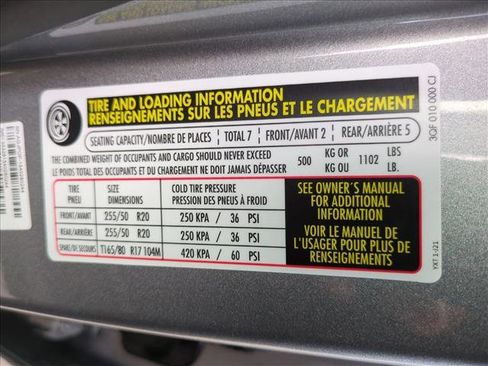 TIRE AND LOADING INFORMATION
RENSEIGNEMENTS SUR LES PNEUS ET LE CHARGEMENT
SEATING CAPACITY/NOMBRE DE PLACES TOTAL 7 FRONT/AVANT 2 REAR/ARRIÈRE 5
THE COMBINED WEIGHT OF OCCUPANTS AND CARGO SHOULD NEVER EXCEED 500 KG OR 1102 LBS
LE POIDS TOTAL DES OCCUPANTS ET DU CHARGEMENT NE DOIT JAMAIS DÉPASSER KG OU LB.
TIRE SIZE COLD TIRE PRESSURE
PNEU DIMENSIONS PRESSION DES PNEUS À FROID
FRONT/AVANT 255/50 R20 250 KPA / 36 PSI
REAR/ARRIÈRE 255/50 R20 250 KPA / 36 PSI
SPARE/DE SECOURS T165/80 R17 104M 420 KPA / 60 PSI
SEE OWNER´S MANUAL
FOR ADDITIONAL
INFORMATION
VOIR LE MANUEL DE
L'USAGER POUR PLUS DE
RENSEIGNEMENTS
3QF 010 000 CJ